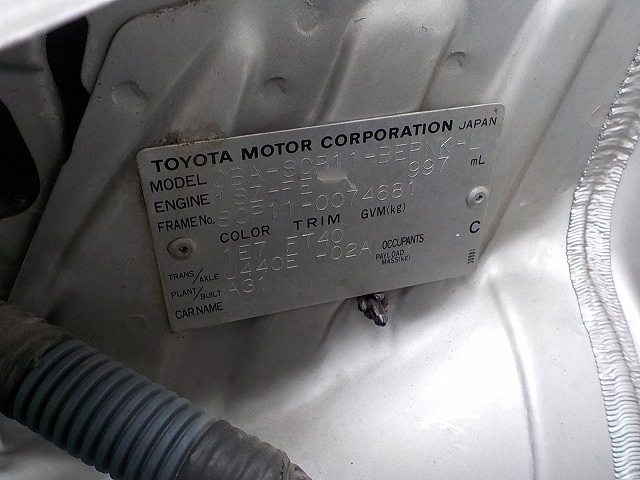 TOYOTA MOTOR CORPORATION JAPAN
MODEL CBA-SCP11-BEPNK-L
ENGINE 1SZ-FE 997 mL
FRAME No. SCP11-0074681
COLOR TRIM GVM(kg)
1E7 FT40
TRANS/AXLE U440E -02A OCCUPANTS
PAYLOAD MASS(kg)
PLANT/BUILT A31
CAR NAME
C